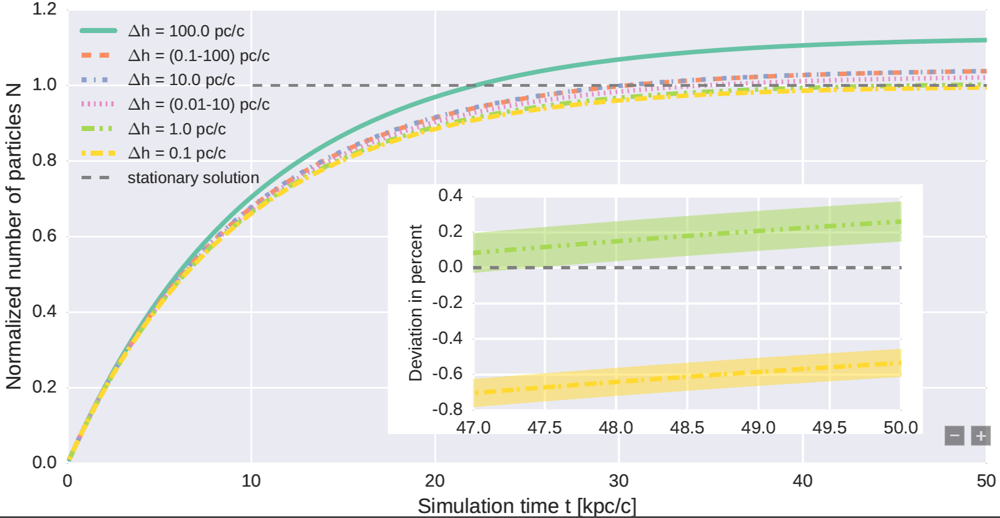 Normalized number of particles N
1.2
1.0
0.8
0.6
0.4
0.2
0.0
Δh = 100.0 pc/c
Δh = (0.1-100) pc/c
Δh = 10.0 pc/c
Δh = (0.01-10) pc/c
Δh = 1.0 pc/c
Δh = 0.1 pc/c
stationary solution
Deviation in percent
0.4
0.2
0.0
-0.2
-0.4
-0.6
-0.8
47.0 47.5 48.0 48.5 49.0 49.5 50.0
− +
0 10 20 30 40 50
Simulation time t [kpc/c]